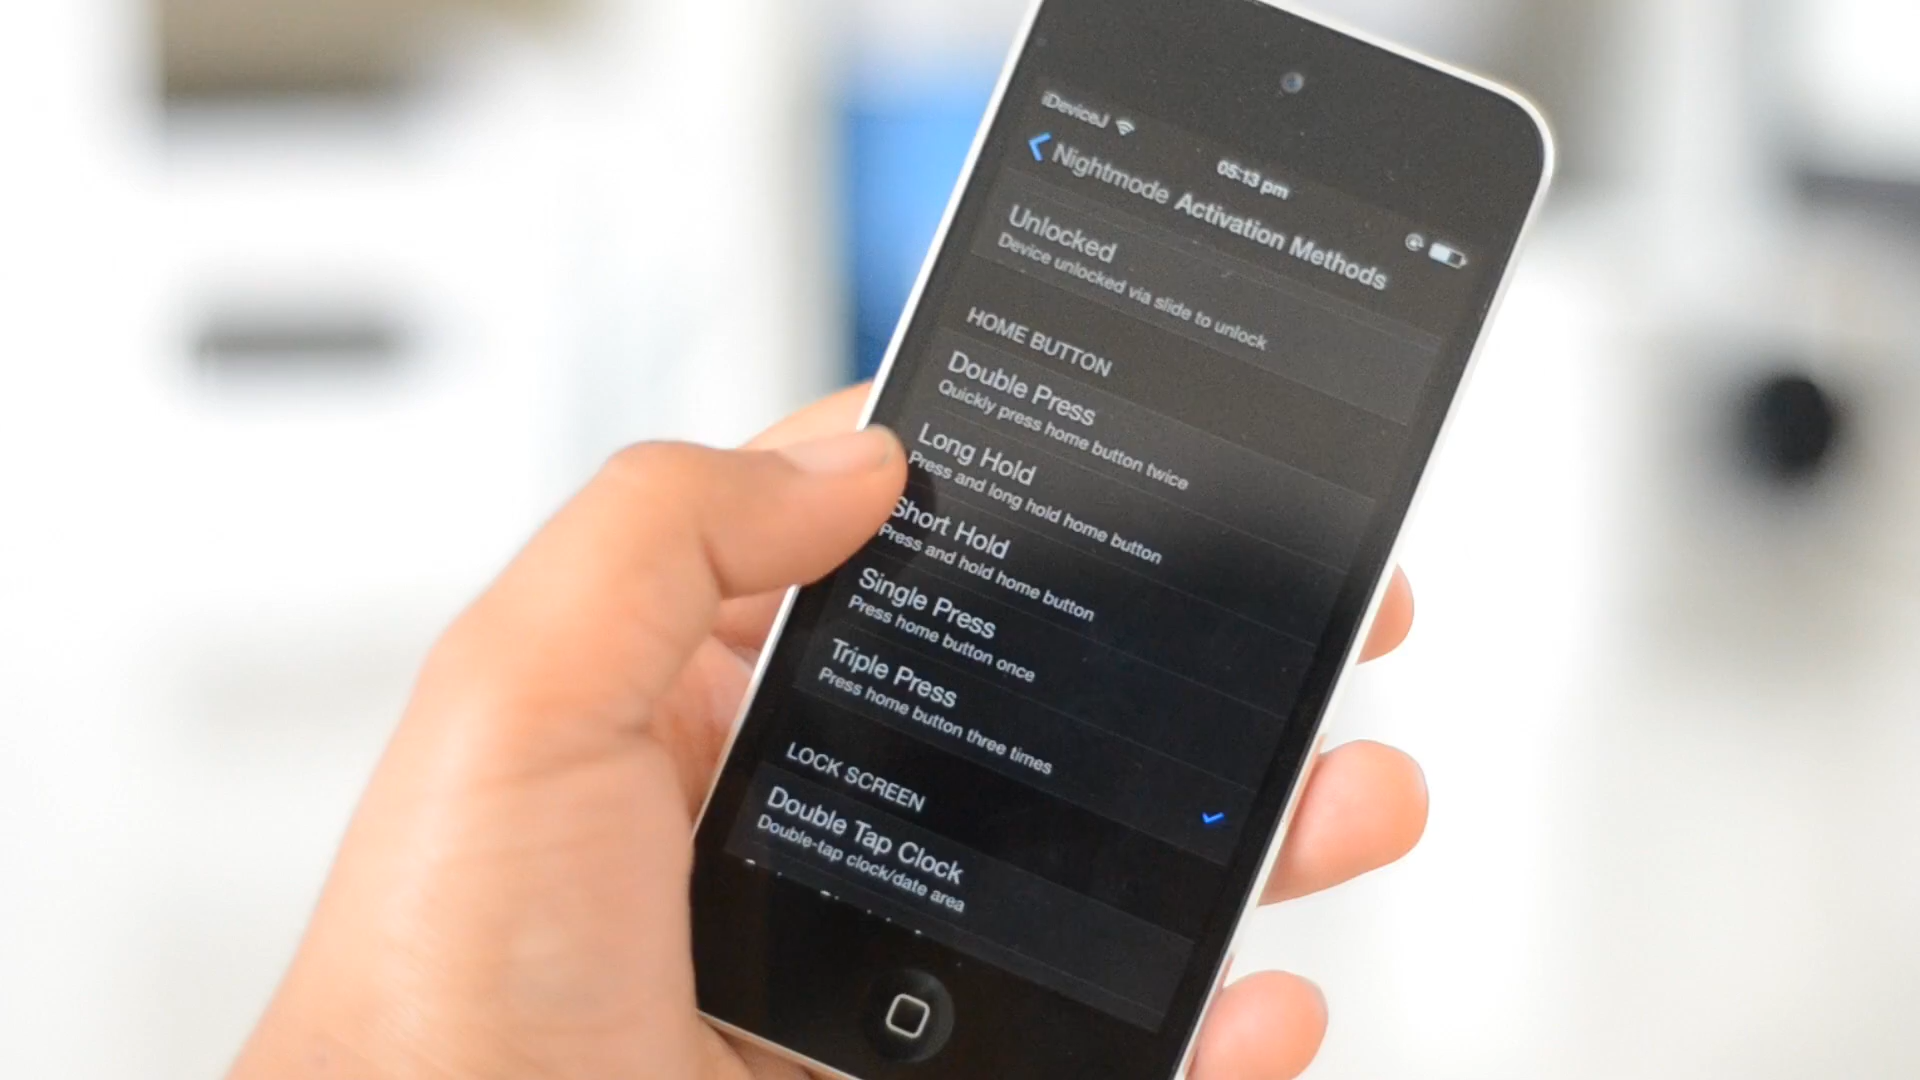 iDeviceJ
05:13 pm
Nightmode Activation Methods
Unlocked
Device unlocked via slide to unlock
HOME BUTTON
Double Press
Quickly press home button twice
Long Hold
Press and long hold home button
Short Hold
Press and hold home button
Single Press
Press home button once
Triple Press
Press home button three times
LOCK SCREEN
Double Tap Clock
Double-tap clock/date area